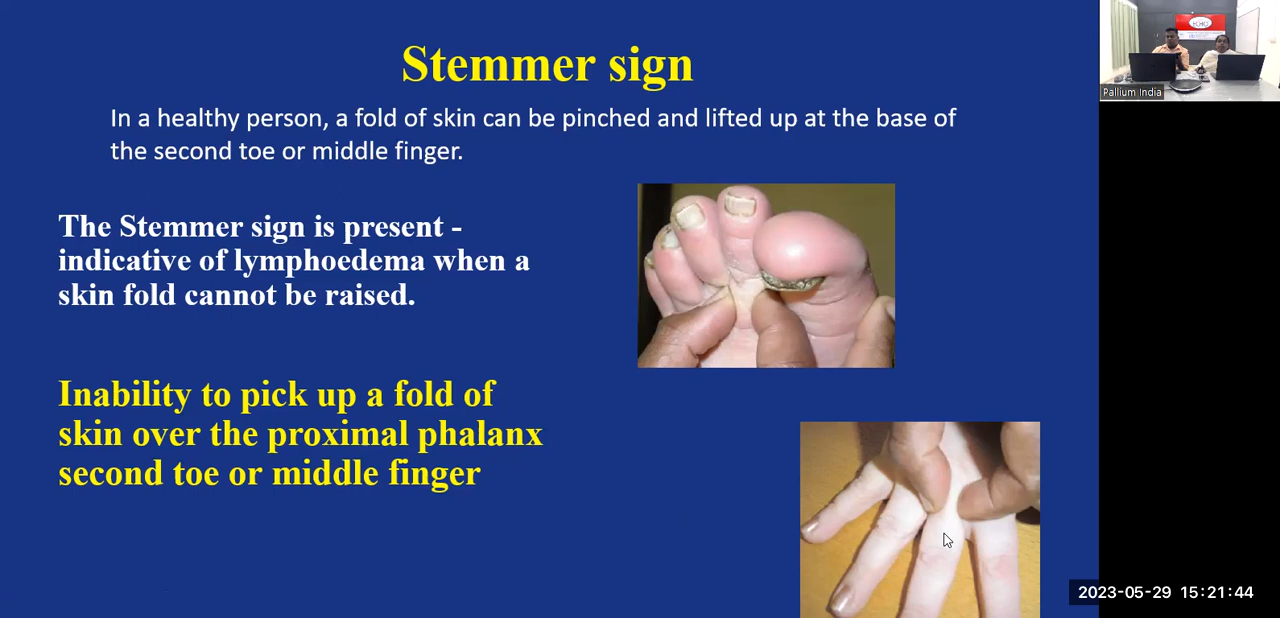 Stemmer sign
In a healthy person, a fold of skin can be pinched and lifted up at the base of
the second toe or middle finger.
The Stemmer sign is present -
indicative of lymphoedema when a
skin fold cannot be raised.
Inability to pick up a fold of
skin over the proximal phalanx
second toe or middle finger
ECHO
Pallium India
2023-05-29 15:21:44